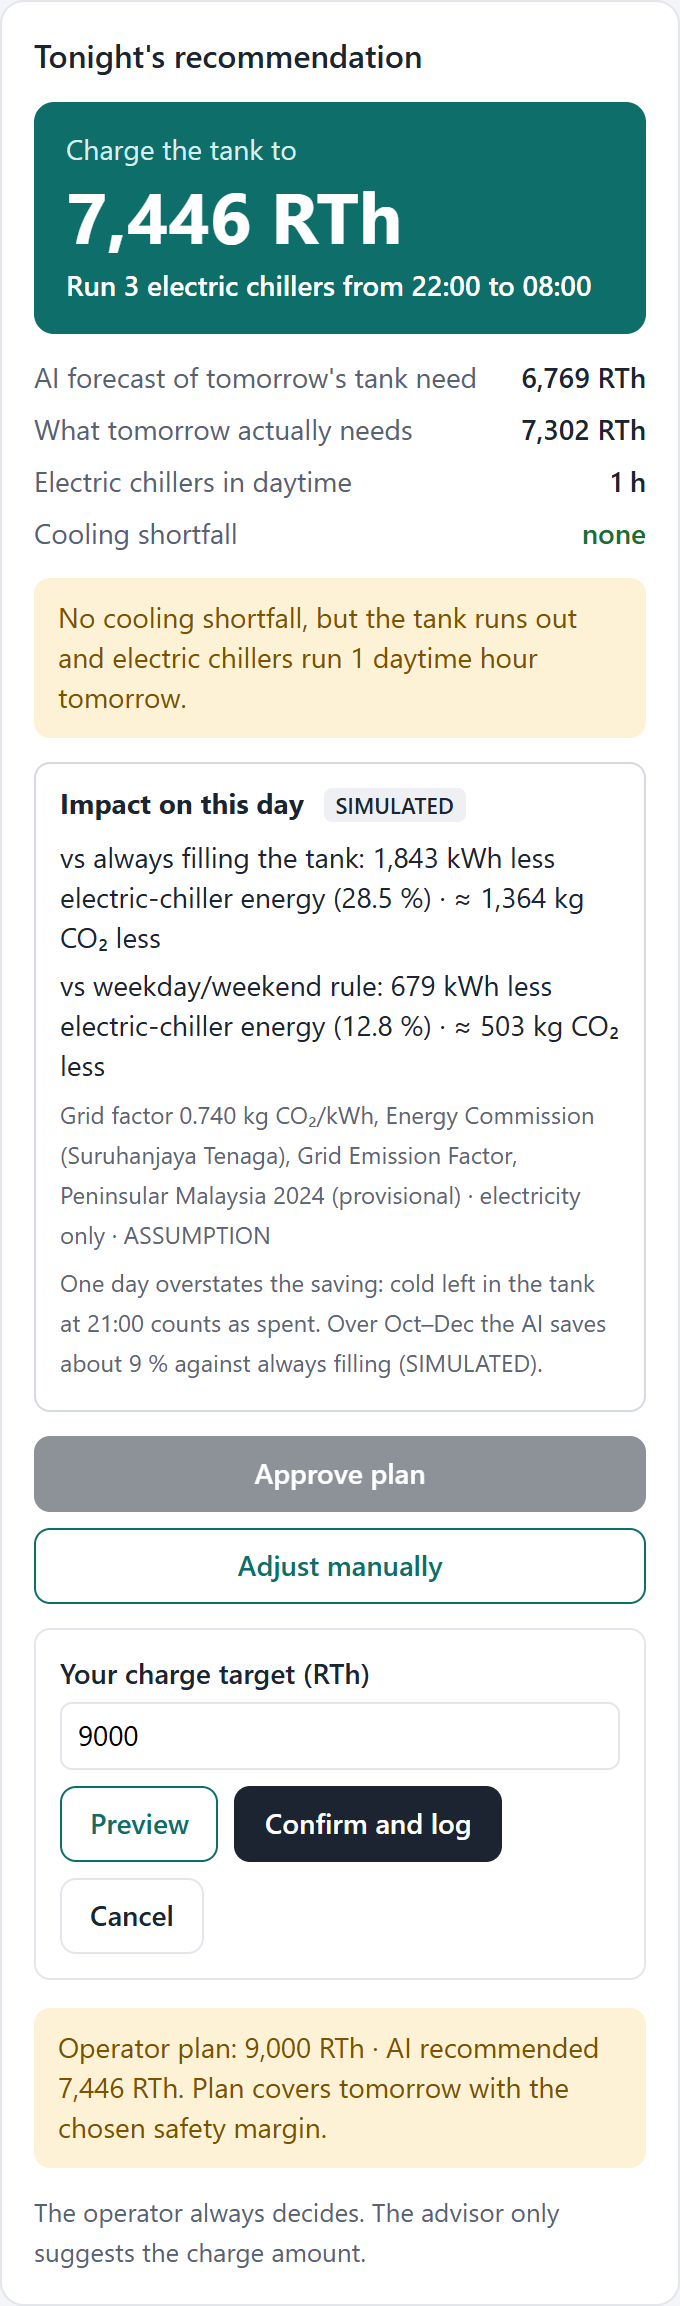 Tonight's recommendation
Charge the tank to
7,446 RTh
Run 3 electric chillers from 22:00 to 08:00
AI forecast of tomorrow's tank need 6,769 RTh
What tomorrow actually needs 7,302 RTh
Electric chillers in daytime 1 h
Cooling shortfall none
No cooling shortfall, but the tank runs out
and electric chillers run 1 daytime hour
tomorrow.
Impact on this day SIMULATED
vs always filling the tank: 1,843 kWh less
electric-chiller energy (28.5 %) · ≈ 1,364 kg
CO₂ less
vs weekday/weekend rule: 679 kWh less
electric-chiller energy (12.8 %) · ≈ 503 kg CO₂
less
Grid factor 0.740 kg CO₂/kWh, Energy Commission
(Suruhanjaya Tenaga), Grid Emission Factor,
Peninsular Malaysia 2024 (provisional) · electricity
only · ASSUMPTION
One day overstates the saving: cold left in the tank
at 21:00 counts as spent. Over Oct–Dec the AI saves
about 9 % against always filling (SIMULATED).
Approve plan
Adjust manually
Your charge target (RTh)
9000
Preview Confirm and log
Cancel
Operator plan: 9,000 RTh · AI recommended
7,446 RTh. Plan covers tomorrow with the
chosen safety margin.
The operator always decides. The advisor only
suggests the charge amount.